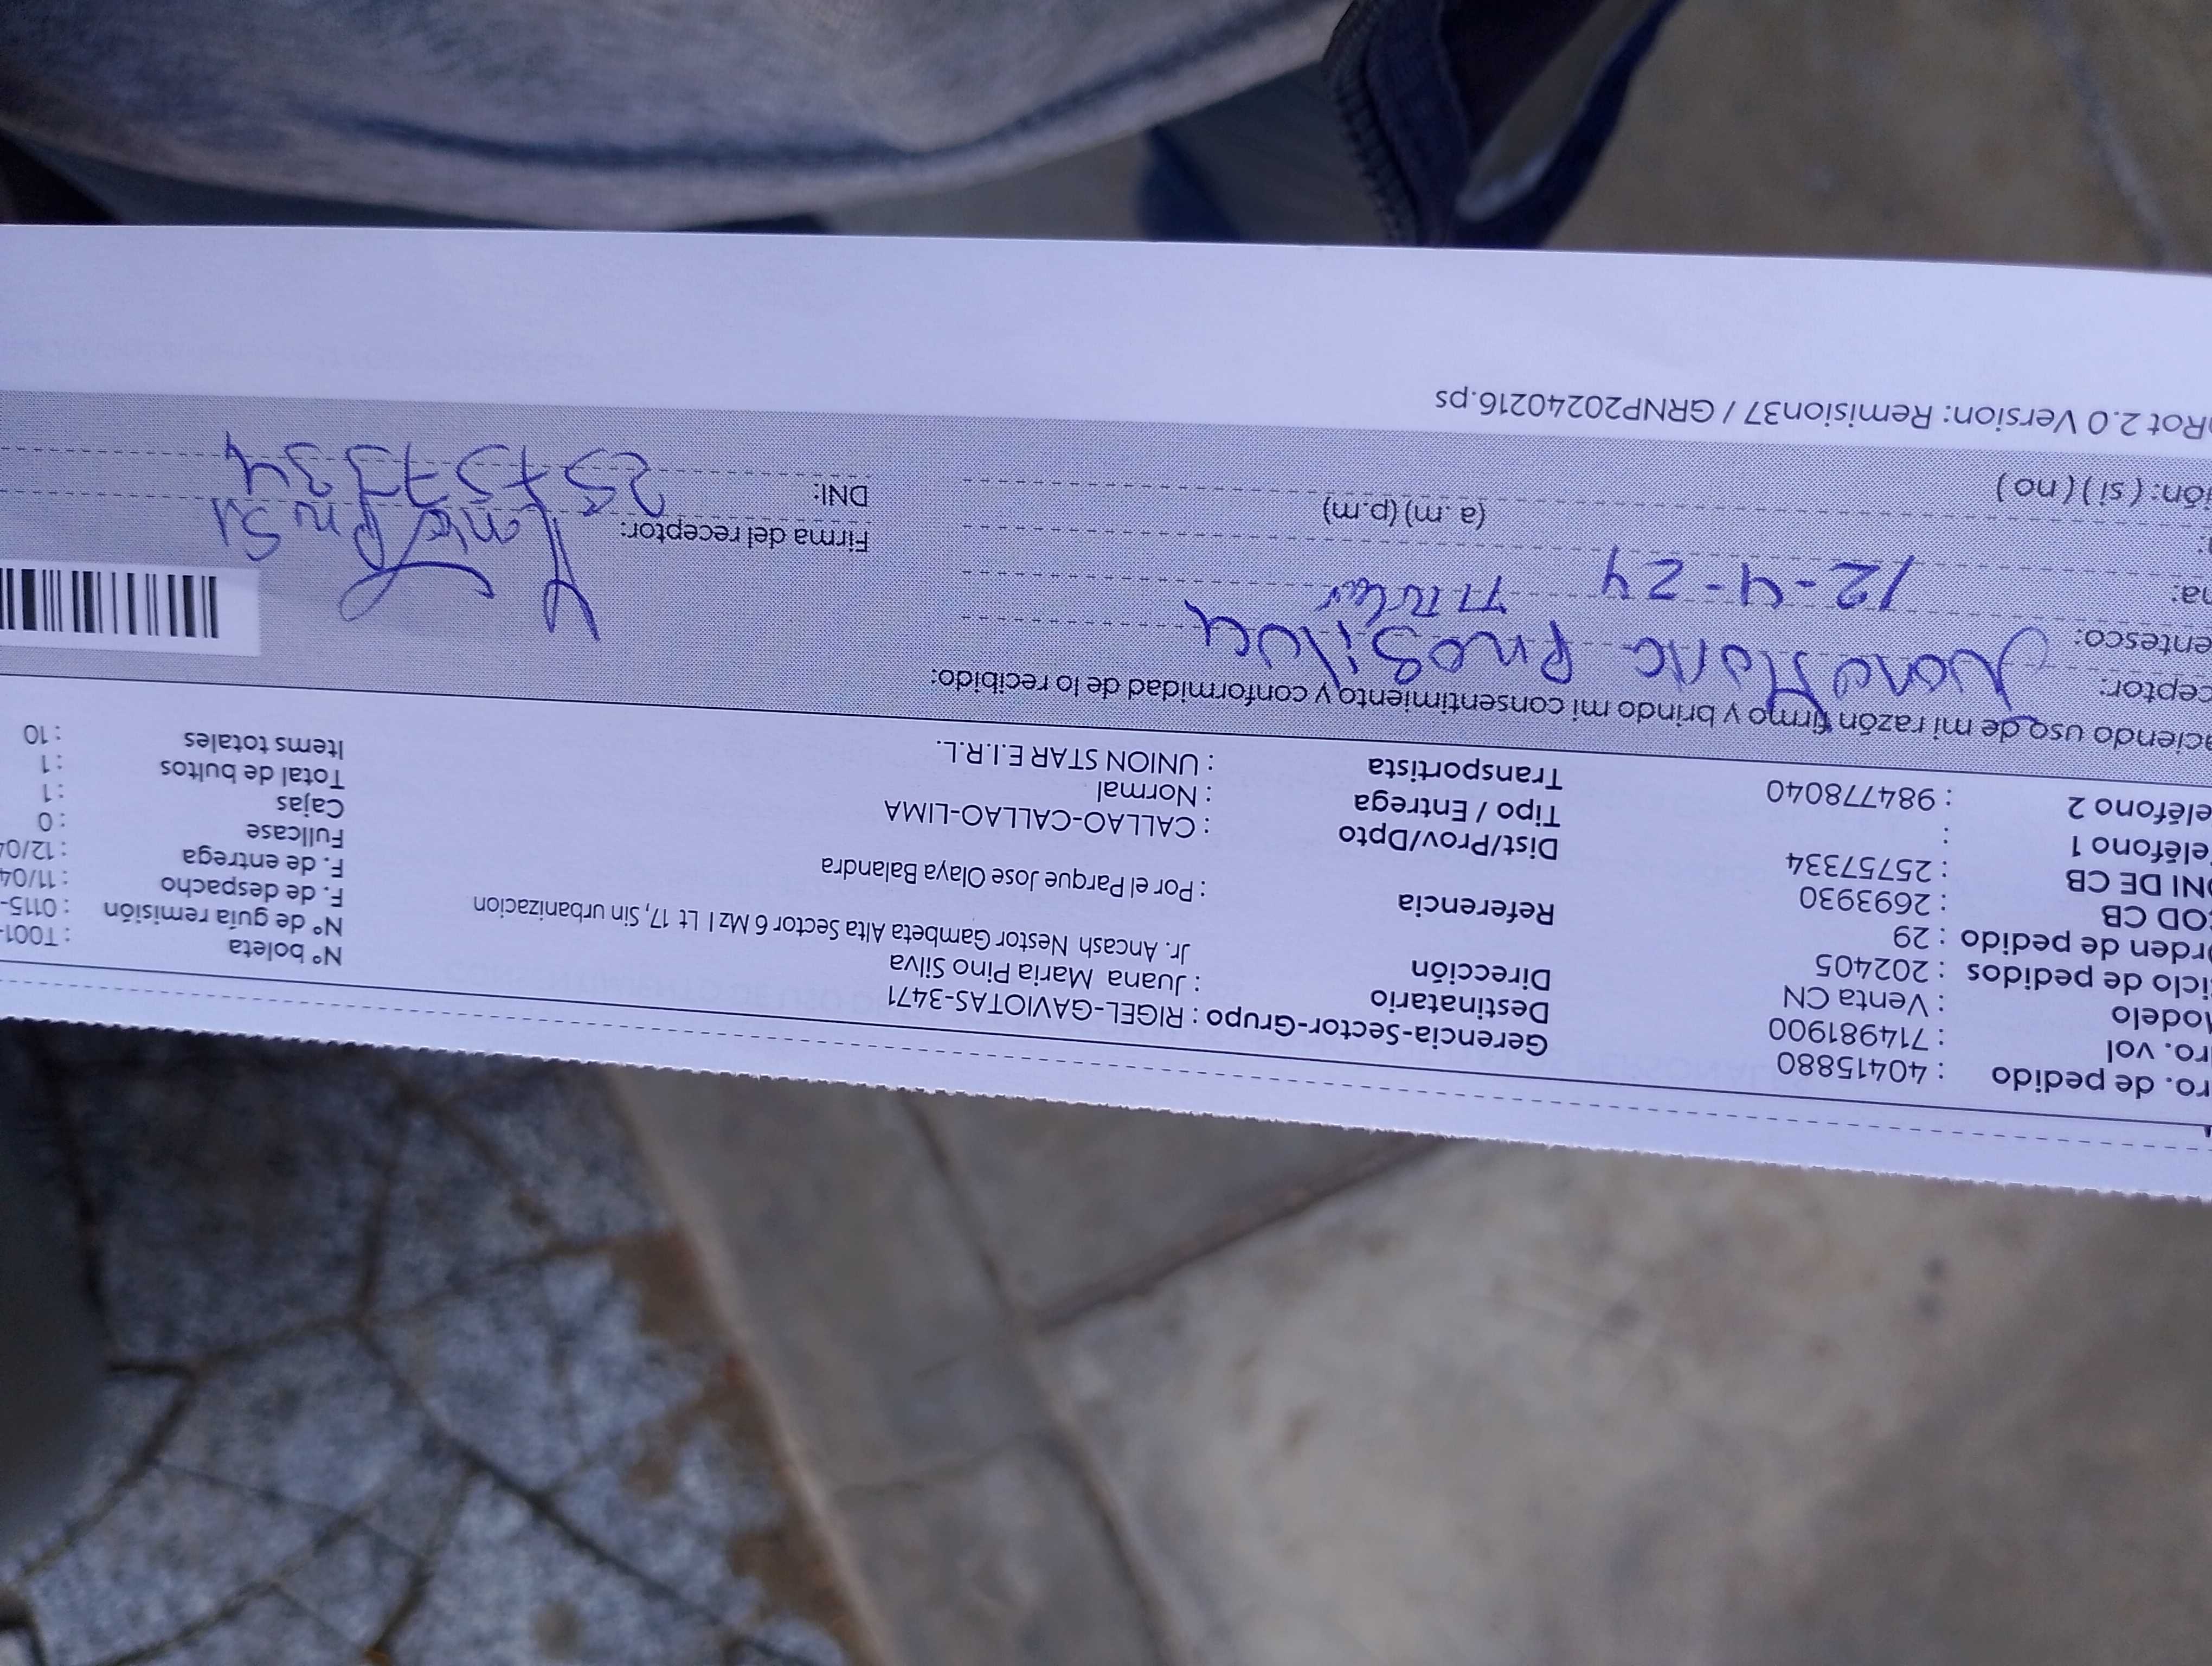 ro. de pedido : 40415880
ro. vol : 714981900
odelo : Venta CN
iclo de pedidos : 202405
rden de pedido : 29
COD CB : 2693930
DNI DE CB : 25757334
eléfono 1 :
eléfono 2 : 984778040
Gerencia-Sector-Grupo : RIGEL-GAVIOTAS-3471
Destinatario : Juana Maria Pino Silva
Dirección Jr. Ancash Nestor Gambeta Alta Sector 6 Mz I Lt 17, Sin urbanizacion
Referencia : Por el Parque Jose Olaya Balandra
Dist/Prov/Dpto : CALLAO-CALLAO-LIMA
Tipo / Entrega : Normal
Transportista : UNION STAR E.I.R.L.
N° boleta : T001-
N° de guía remisión : 0115-
F. de despacho : 11/04
F. de entrega : 12/04
Fullcase : 0
Cajas : 1
Total de bultos : 1
Items totales : 10
aciendo uso de mi razón firmo y brindo mi consentimiento y conformidad de lo recibido:
ceptor: Juana Maria Pino Silva
entesco: Titular
ha: 12-4-24
: (a .m) (p.m)
ión: ( si ) ( no )
Firma del receptor:
DNI: 25757334
Rot 2.0 Version: Remision37 / GRNP20240216.ps